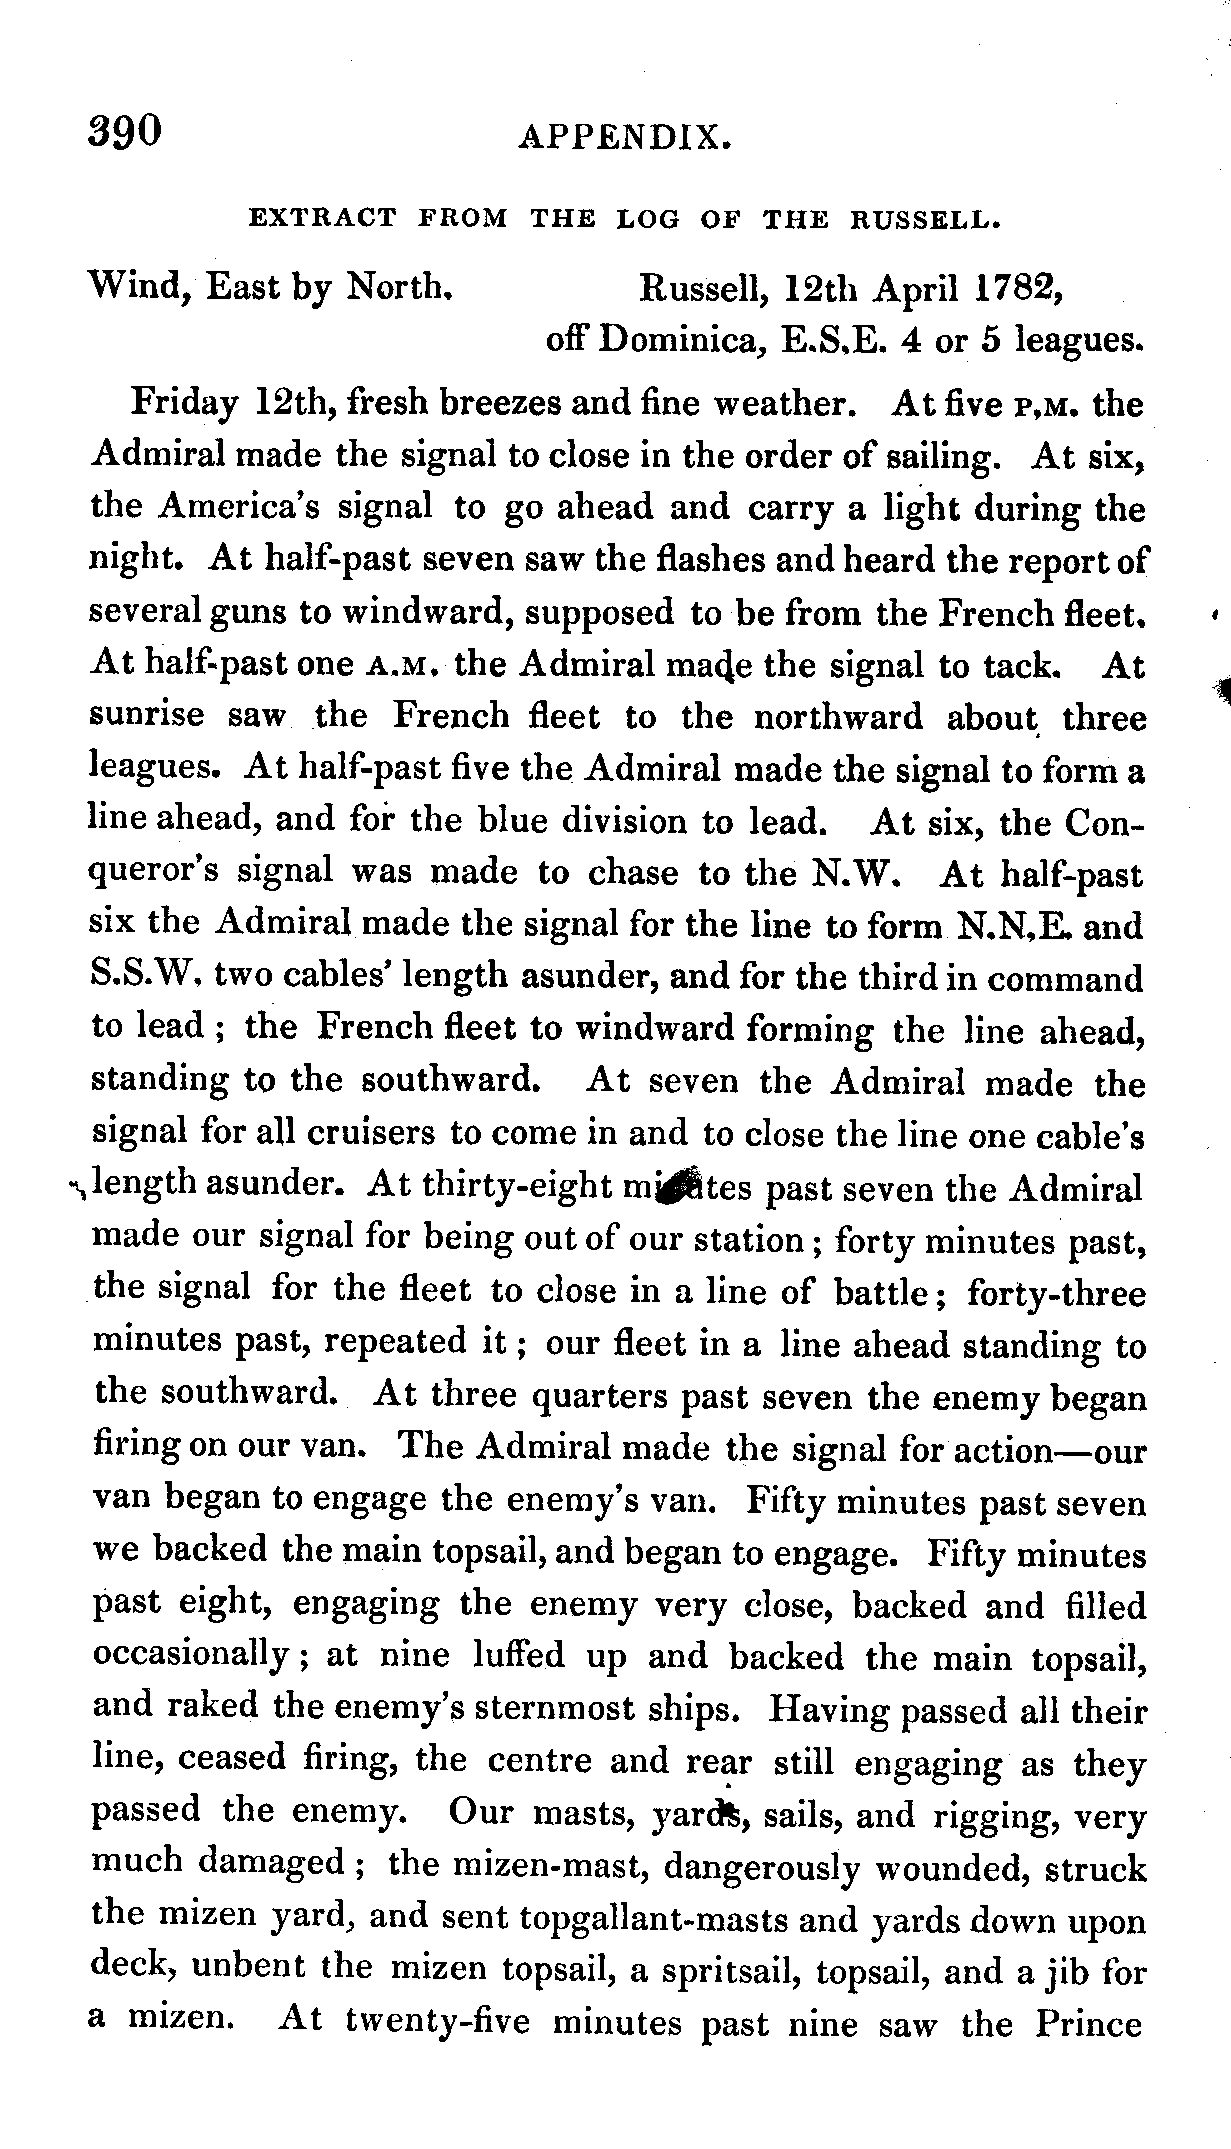 390 APPENDIX.
EXTRACT FROM THE LOG OF THE RUSSELL.
Wind, East by North. Russell, 12th April 1782,
off Dominica, E.S.E. 4 or 5 leagues.
Friday 12th, fresh breezes and fine weather. At five P.M. the
Admiral made the signal to close in the order of sailing. At six,
the America's signal to go ahead and carry a light during the
night. At half-past seven saw the flashes and heard the report of
several guns to windward, supposed to be from the French fleet.
At half-past one A.M. the Admiral made the signal to tack. At
sunrise saw the French fleet to the northward about three
leagues. At half-past five the Admiral made the signal to form a
line ahead, and for the blue division to lead. At six, the Con-
queror's signal was made to chase to the N.W. At half-past
six the Admiral made the signal for the line to form N.N.E. and
S.S.W. two cables' length asunder, and for the third in command
to lead ; the French fleet to windward forming the line ahead,
standing to the southward. At seven the Admiral made the
signal for all cruisers to come in and to close the line one cable's
length asunder. At thirty-eight minutes past seven the Admiral
made our signal for being out of our station ; forty minutes past,
the signal for the fleet to close in a line of battle ; forty-three
minutes past, repeated it ; our fleet in a line ahead standing to
the southward. At three quarters past seven the enemy began
firing on our van. The Admiral made the signal for action—our
van began to engage the enemy's van. Fifty minutes past seven
we backed the main topsail, and began to engage. Fifty minutes
past eight, engaging the enemy very close, backed and filled
occasionally ; at nine luffed up and backed the main topsail,
and raked the enemy's sternmost ships. Having passed all their
line, ceased firing, the centre and rear still engaging as they
passed the enemy. Our masts, yards, sails, and rigging, very
much damaged ; the mizen-mast, dangerously wounded, struck
the mizen yard, and sent topgallant-masts and yards down upon
deck, unbent the mizen topsail, a spritsail, topsail, and a jib for
a mizen. At twenty-five minutes past nine saw the Prince